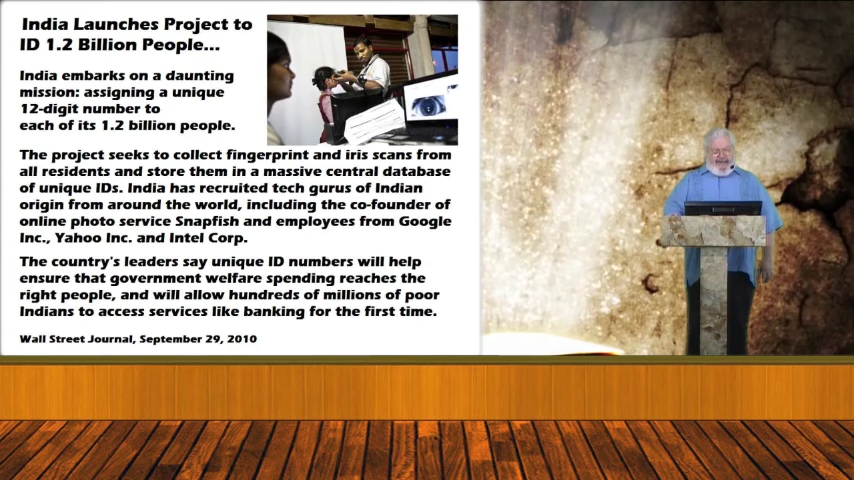 India Launches Project to
ID 1.2 Billion People...
India embarks on a daunting
mission: assigning a unique
12-digit number to
each of its 1.2 billion people.
The project seeks to collect fingerprint and iris scans from
all residents and store them in a massive central database
of unique IDs. India has recruited tech gurus of Indian
origin from around the world, including the co-founder of
online photo service Snapfish and employees from Google
Inc., Yahoo Inc. and Intel Corp.
The country's leaders say unique ID numbers will help
ensure that government welfare spending reaches the
right people, and will allow hundreds of millions of poor
Indians to access services like banking for the first time.
Wall Street Journal, September 29, 2010